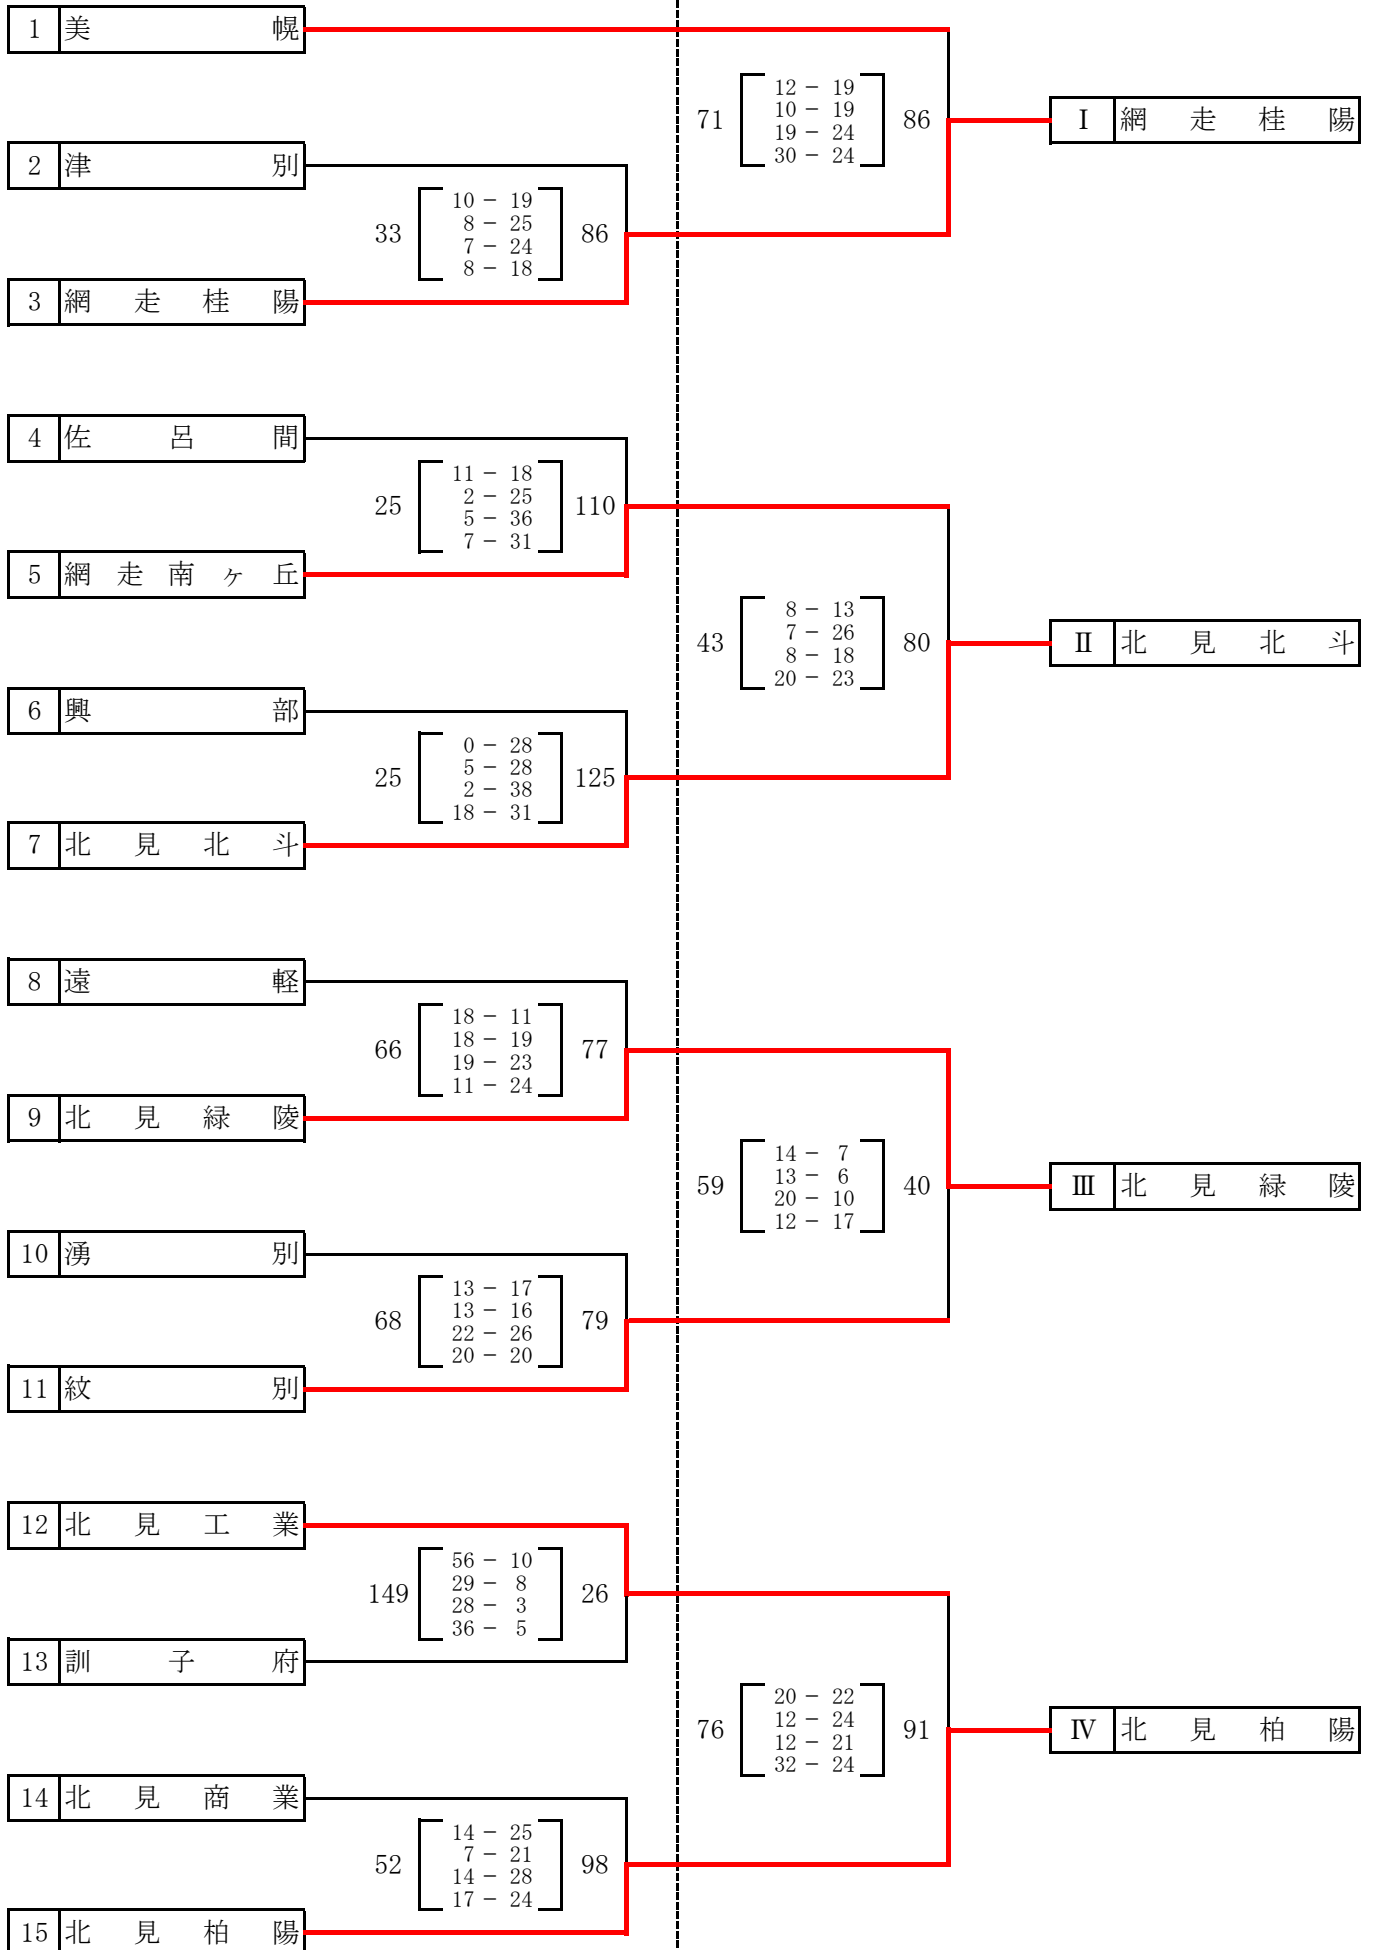 1 美幌
12 － 19
71 10 － 19 86
19 － 24
30 － 24
Ⅰ 網走桂陽
2 津別
10 － 19
33 8 － 25 86
7 － 24
8 － 18
3 網走桂陽
4 佐呂間
11 － 18
25 2 － 25 110
5 － 36
7 － 31
5 網走南ヶ丘
8 － 13
43 7 － 26 80
8 － 18
20 － 23
Ⅱ 北見北斗
6 興部
0 － 28
25 5 － 28 125
2 － 38
18 － 31
7 北見北斗
8 遠軽
18 － 11
66 18 － 19 77
19 － 23
11 － 24
9 北見緑陵
14 － 7
59 13 － 6 40
20 － 10
12 － 17
Ⅲ 北見緑陵
10 湧別
13 － 17
68 13 － 16 79
22 － 26
20 － 20
11 紋別
12 北見工業
56 － 10
149 29 － 8 26
28 － 3
36 － 5
13 訓子府
20 － 22
76 12 － 24 91
12 － 21
32 － 24
Ⅳ 北見柏陽
14 北見商業
14 － 25
52 7 － 21 98
14 － 28
17 － 24
15 北見柏陽